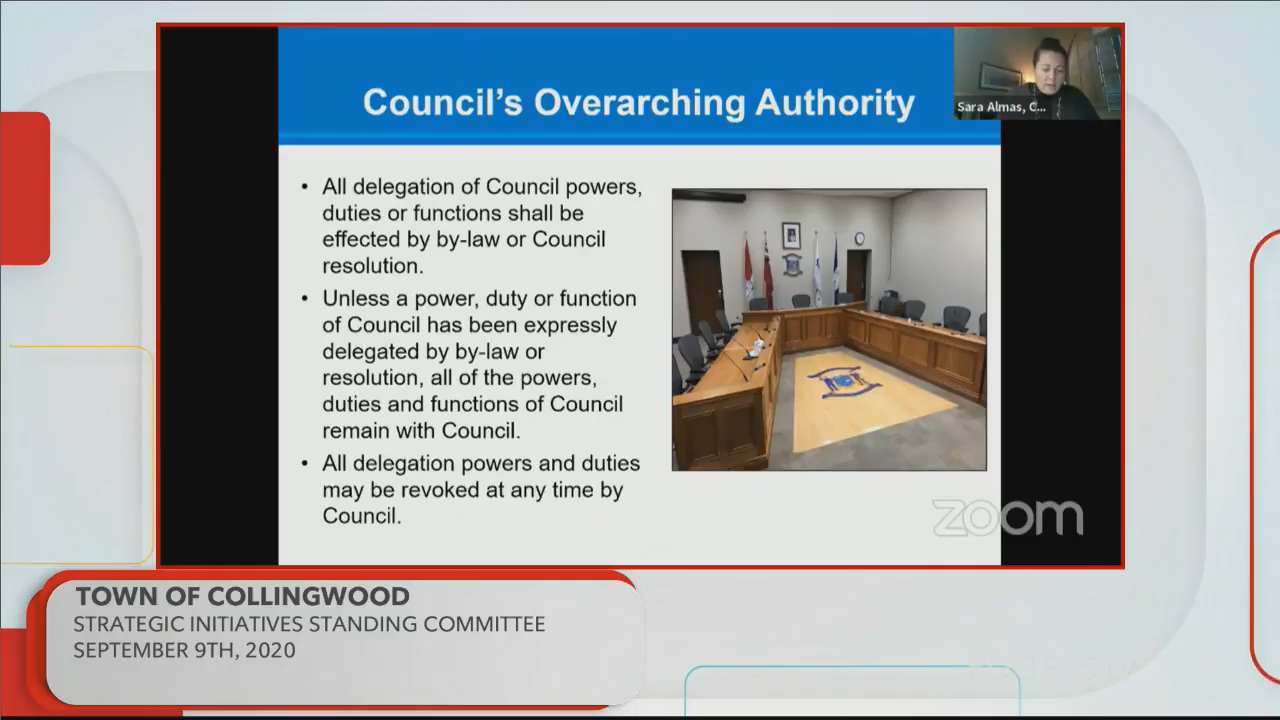 Council's Overarching Authority
Sara Almas, C...
• All delegation of Council powers,
duties or functions shall be
effected by by-law or Council
resolution.
• Unless a power, duty or function
of Council has been expressly
delegated by by-law or
resolution, all of the powers,
duties and functions of Council
remain with Council.
• All delegation powers and duties
may be revoked at any time by
Council.
zoom
TOWN OF COLLINGWOOD
STRATEGIC INITIATIVES STANDING COMMITTEE
SEPTEMBER 9TH, 2020